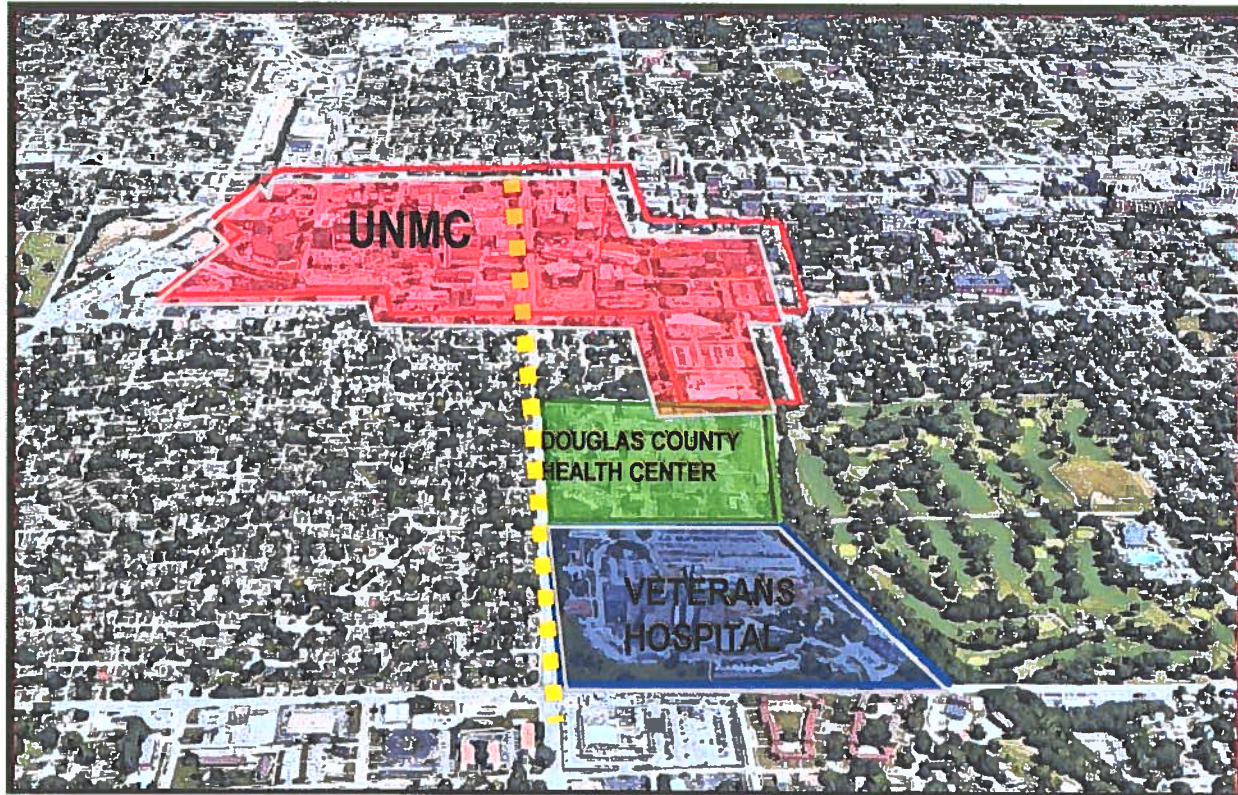 UNMC
DOUGLAS COUNTY
HEALTH CENTER
VETERANS
HOSPITAL